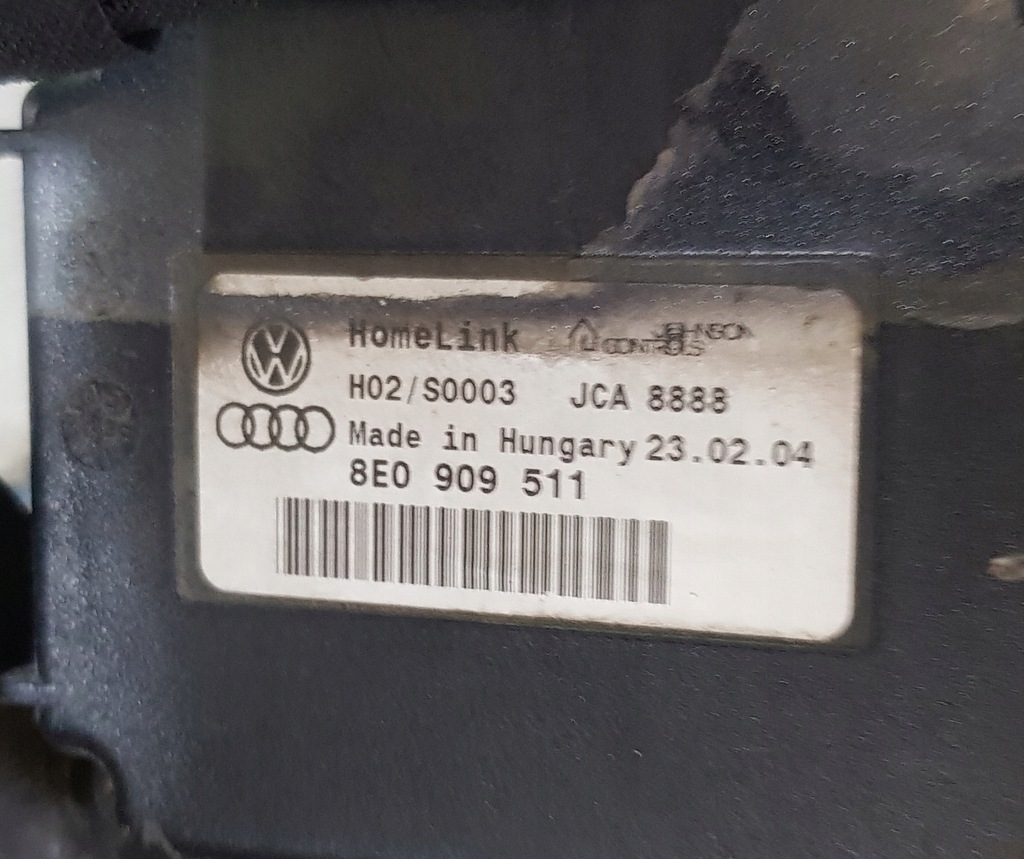 HomeLink JOHNSON CONTROLS
H02/S0003 JCA 8888
Made in Hungary 23.02.04
8E0 909 511